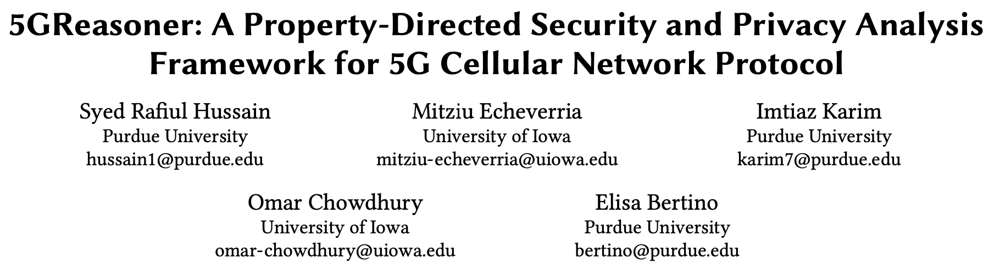 5GReasoner: A Property-Directed Security and Privacy Analysis
Framework for 5G Cellular Network Protocol
Syed Rafiul Hussain
Purdue University
hussain1@purdue.edu
Mitziu Echeverria
University of Iowa
mitziu-echeverria@uiowa.edu
Imtiaz Karim
Purdue University
karim7@purdue.edu
Omar Chowdhury
University of Iowa
omar-chowdhury@uiowa.edu
Elisa Bertino
Purdue University
bertino@purdue.edu